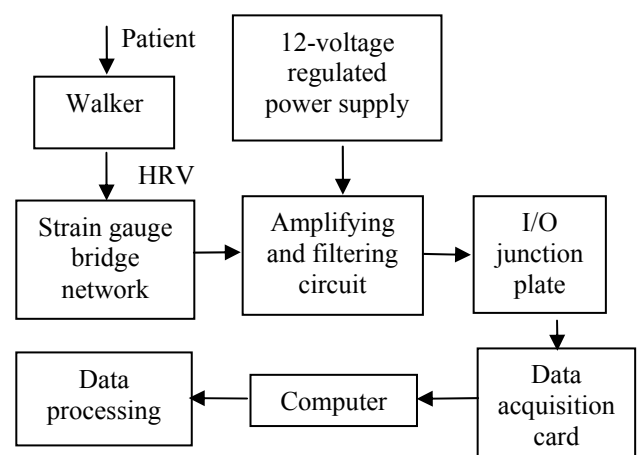 Patient
Walker
HRV
12-voltage
regulated
power supply
Strain gauge
bridge
network
Amplifying
and filtering
circuit
I/O
junction
plate
Data
processing
Computer
Data
acquisition
card